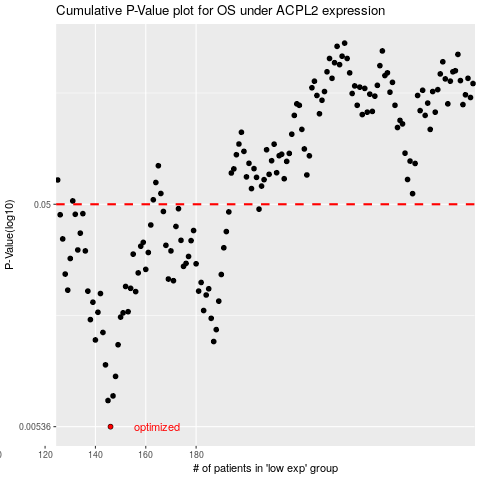 Cumulative P-Value plot for OS under ACPL2 expression
P-Value(log10)
0.05
0.00536
optimized
0
120
140
160
180
# of patients in 'low exp' group